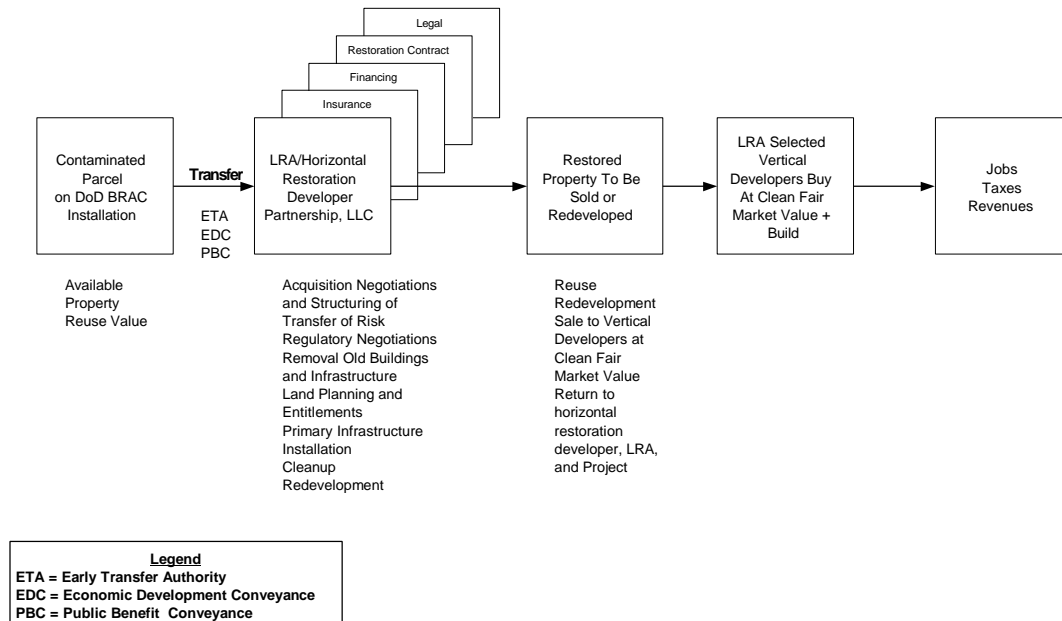 Legal
Restoration Contract
Financing
Insurance
Contaminated
Parcel
on DoD BRAC
Installation
Transfer
ETA
EDC
PBC
LRA/Horizontal
Restoration
Developer
Partnership, LLC
Restored
Property To Be
Sold or
Redeveloped
LRA Selected
Vertical
Developers Buy
At Clean Fair
Market Value +
Build
Jobs
Taxes
Revenues
Available
Property
Reuse Value
Acquisition Negotiations
and Structuring of
Transfer of Risk
Regulatory Negotiations
Removal Old Buildings
and Infrastructure
Land Planning and
Entitlements
Primary Infrastructure
Installation
Cleanup
Redevelopment
Reuse
Redevelopment
Sale to Vertical
Developers at
Clean Fair
Market Value
Return to
horizontal
restoration
developer, LRA,
and Project
Legend
ETA = Early Transfer Authority
EDC = Economic Development Conveyance
PBC = Public Benefit Conveyance